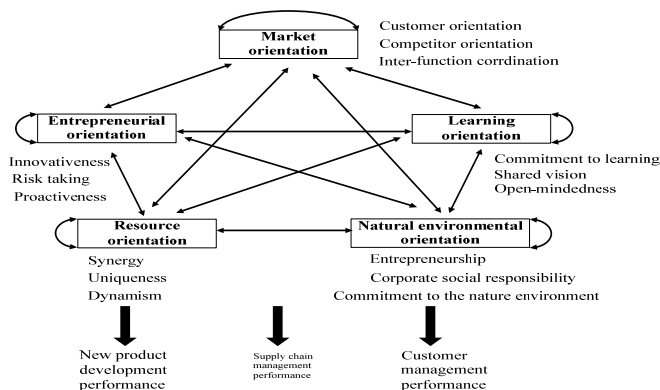 Market
orientation
Customer orientation
Competitor orientation
Inter-function corrdination
Entrepreneurial
orientation
Learning
orientation
Innovativeness
Risk taking
Proactiveness
Commitment to learning
Shared vision
Open-mindedness
Resource
orientation
Natural environmental
orientation
Synergy
Uniqueness
Dynamism
Entrepreneurship
Corporate social responsibility
Commitment to the nature environment
New product
development
performance
Supply chain
management
performance
Customer
management
performance